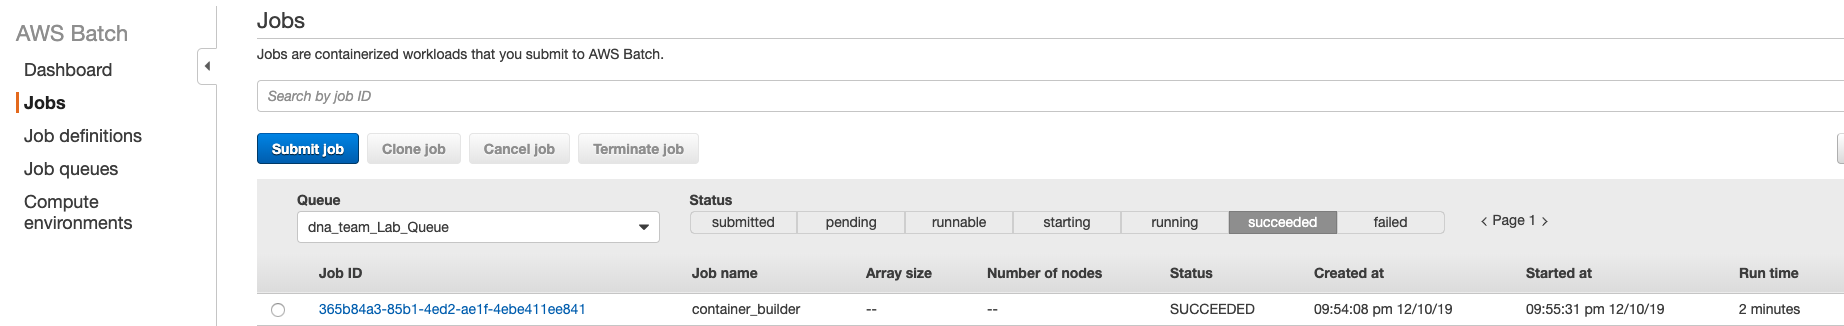 AWS Batch
Dashboard
Jobs
Job definitions
Job queues
Compute
environments
Jobs
Jobs are containerized workloads that you submit to AWS Batch.
Search by job ID
Submit job Clone job Cancel job Terminate job
Queue Status
dna_team_Lab_Queue submitted pending runnable starting running succeeded failed < Page 1 >
Job ID Job name Array size Number of nodes Status Created at Started at Run time
365b84a3-85b1-4ed2-ae1f-4ebe411ee841 container_builder -- -- SUCCEEDED 09:54:08 pm 12/10/19 09:55:31 pm 12/10/19 2 minutes